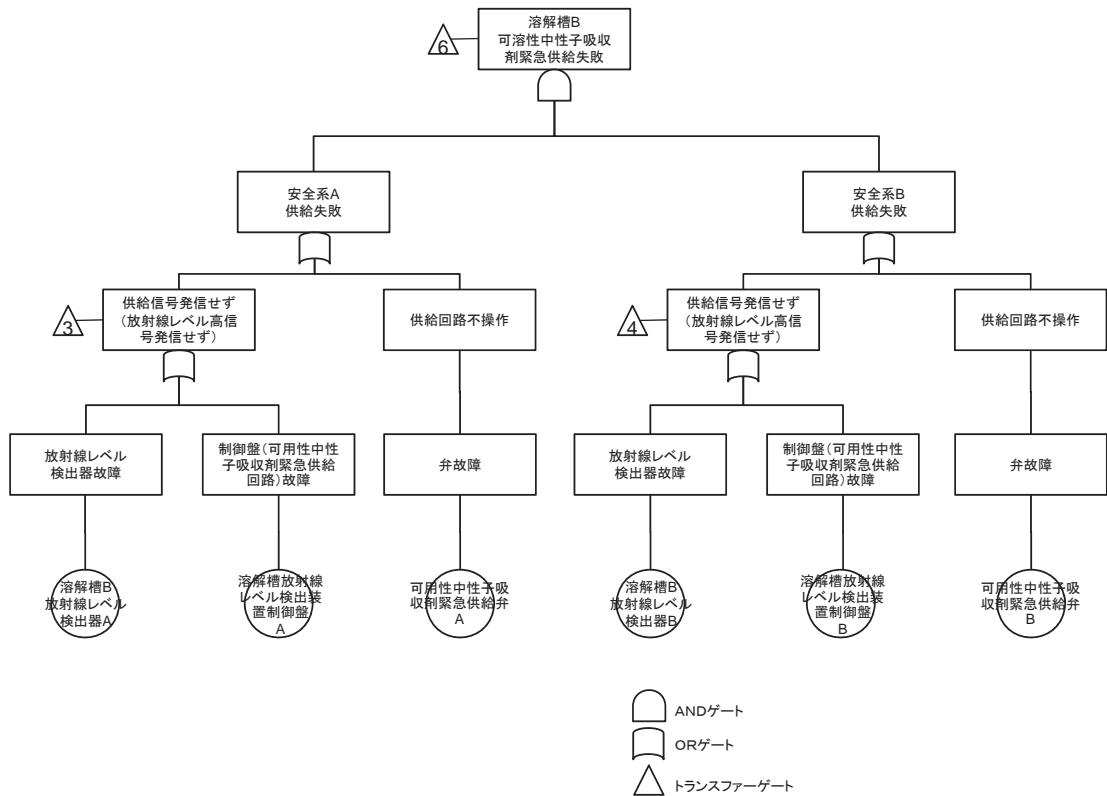 溶解槽B
可溶性中性子吸収
剤緊急供給失敗
6
安全系A
供給失敗
安全系B
供給失敗
3
供給信号発信せず
(放射線レベル高信
号発信せず)
供給回路不操作
4
供給信号発信せず
(放射線レベル高信
号発信せず)
供給回路不操作
放射線レベル
検出器故障
制御盤(可用性中性
子吸収剤緊急供給
回路)故障
弁故障
放射線レベル
検出器故障
制御盤(可用性中性
子吸収剤緊急供給
回路)故障
弁故障
溶解槽B
放射線レベル
検出器A
溶解槽放射線
レベル検出装
置制御盤
A
可用性中性子吸
収剤緊急供給弁
A
溶解槽B
放射線レベル
検出器B
溶解槽放射線
レベル検出装
置制御盤
B
可用性中性子吸
収剤緊急供給弁
B
ANDゲート
ORゲート
トランスファーゲート